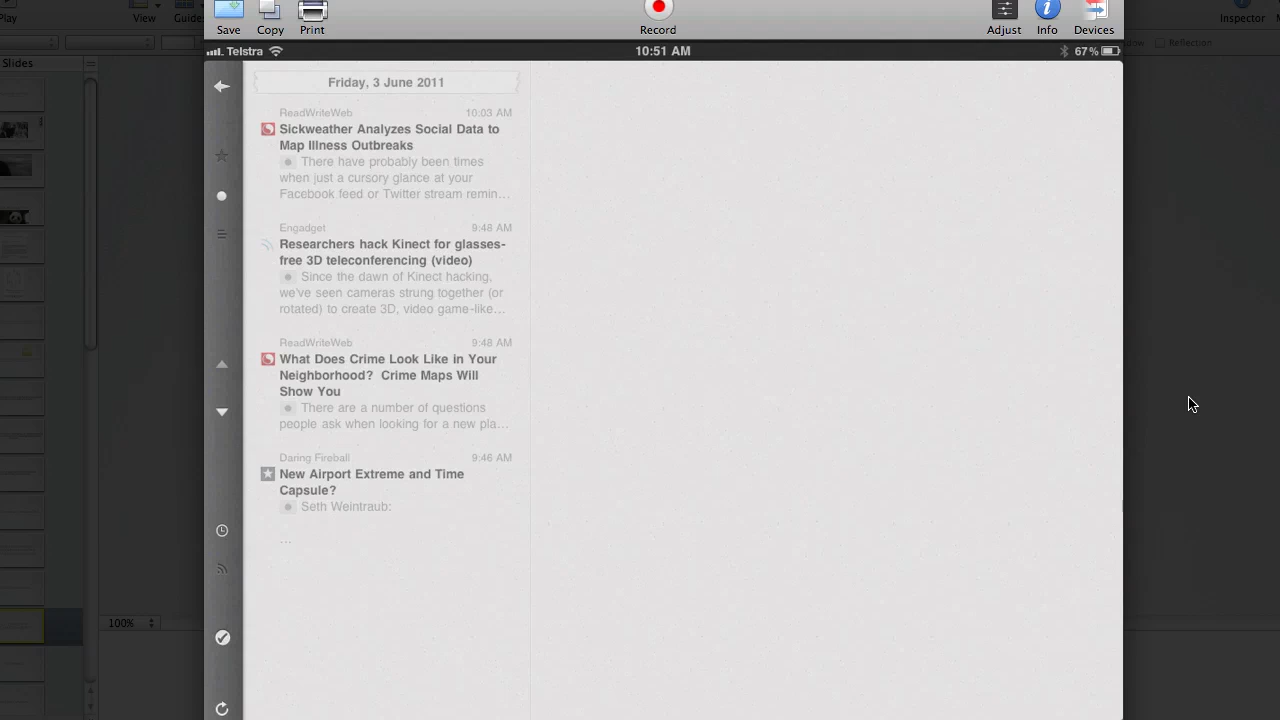 View
Guides
Inspector
Save
Copy
Print
Record
Adjust
Info
Devices
Reflection
Slides
Telstra
10:51 AM
67%
Friday, 3 June 2011
ReadWriteWeb 10:03 AM
Sickweather Analyzes Social Data to
Map Illness Outbreaks
There have probably been times
when just a cursory glance at your
Facebook feed or Twitter stream remin…
Engadget 9:48 AM
Researchers hack Kinect for glasses-
free 3D teleconferencing (video)
Since the dawn of Kinect hacking,
we've seen cameras strung together (or
rotated) to create 3D, video game-like…
ReadWriteWeb 9:48 AM
What Does Crime Look Like in Your
Neighborhood? Crime Maps Will
Show You
There are a number of questions
people ask when looking for a new pla…
Daring Fireball 9:46 AM
New Airport Extreme and Time
Capsule?
Seth Weintraub:
…
100%